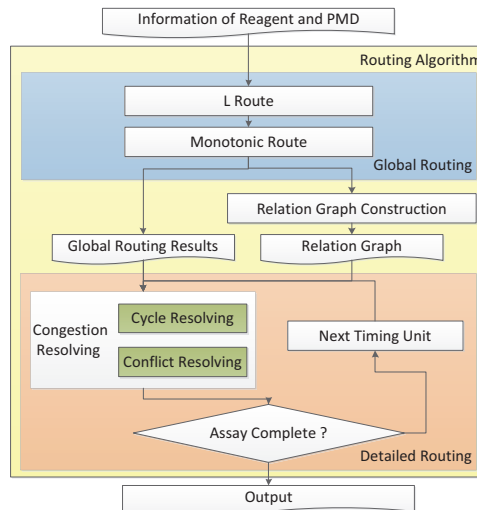 Information of Reagent and PMD
Routing Algorithm
L Route
Monotonic Route
Global Routing
Relation Graph Construction
Global Routing Results
Relation Graph
Congestion
Resolving
Cycle Resolving
Conflict Resolving
Next Timing Unit
Assay Complete ?
Detailed Routing
Output